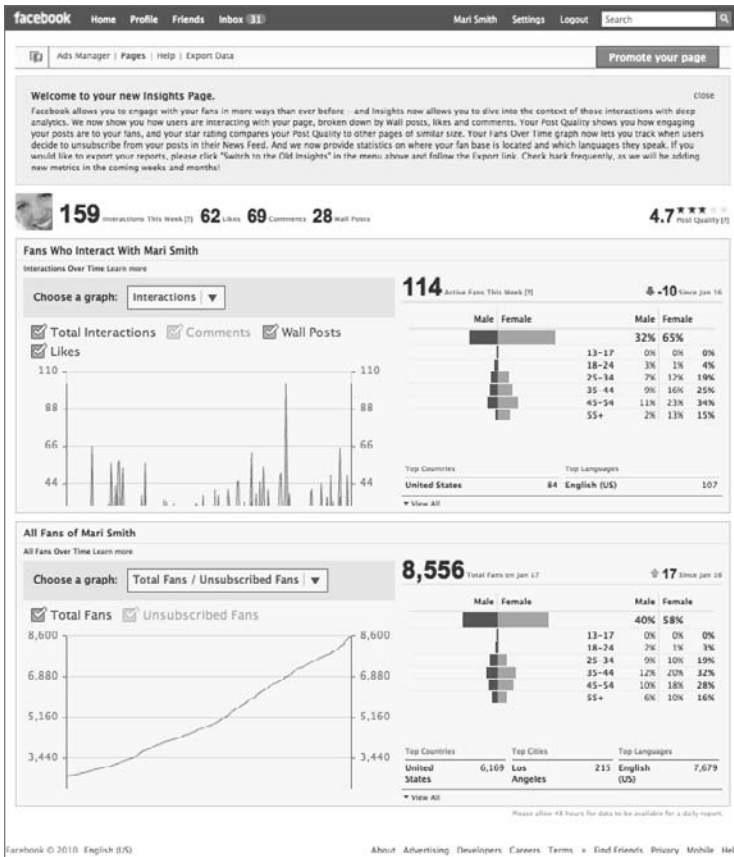 facebook Home Profile Friends Inbox 31 Mari Smith Settings Logout Search
Ads Manager | Pages | Help | Export Data Promote your page
Welcome to your new Insights Page. close
Facebook allows you to engage with your fans in more ways than ever before – and Insights now allows you to dive into the context of those interactions with deep
analytics. We now show you how users are interacting with your page, broken down by Wall posts, likes and comments. Your Post Quality shows you how engaging
your posts are to your fans, and your star rating compares your Post Quality to other pages of similar size. Your Fans Over Time graph now lets you track when users
decide to unsubscribe from your posts in their News Feed. And we now provide statistics on where your fan base is located and which languages they speak. If you
would like to export your reports, please click "Switch to the Old Insights" in the menu above and follow the Export link. Check back frequently, as we will be adding
new metrics in the coming weeks and months!
159 Interactions This Week [?] 62 Likes 69 Comments 28 Wall Posts 4.7 Post Quality [?]
Fans Who Interact With Mari Smith
Interactions Over Time Learn more
Choose a graph: Interactions
Total Interactions Comments Wall Posts
Likes
110 110
88 88
66 66
44 44
114 Active Fans This Week [?] -10 Since Jan 16
Male Female Male Female
32% 65%
13-17 0% 0% 0%
18-24 3% 1% 4%
25-34 7% 12% 19%
35-44 9% 16% 25%
45-54 11% 23% 34%
55+ 2% 13% 15%
Top Countries Top Languages
United States 84 English (US) 107
View All
All Fans of Mari Smith
All Fans Over Time Learn more
Choose a graph: Total Fans / Unsubscribed Fans
Total Fans Unsubscribed Fans
8,600 8,600
6,880 6,880
5,160 5,160
3,440 3,440
8,556 Total Fans on Jan 17 17 Since Jan 16
Male Female Male Female
40% 58%
13-17 0% 0% 0%
18-24 2% 1% 3%
25-34 9% 10% 19%
35-44 12% 20% 32%
45-54 10% 18% 28%
55+ 6% 10% 16%
Top Countries Top Cities Top Languages
United States 6,169 Los Angeles 215 English (US) 7,679
View All
Please allow 48 hours for data to be available for a daily report.
Facebook © 2010 English (US) About Advertising Developers Careers Terms Find Friends Privacy Mobile Hel